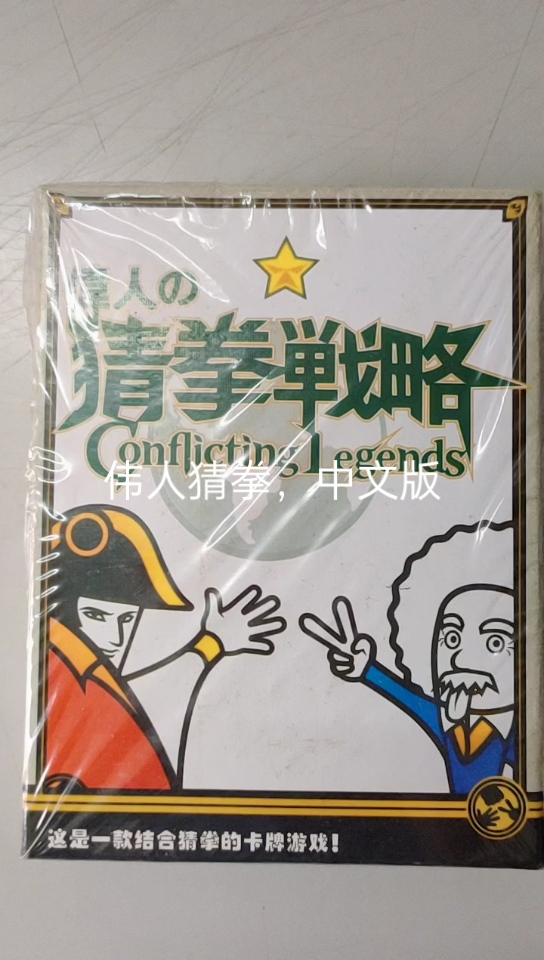 偉人の
猜拳戦略
Conflicting Legends
伟人猜拳，中文版
这是一款结合猜拳的卡牌游戏！